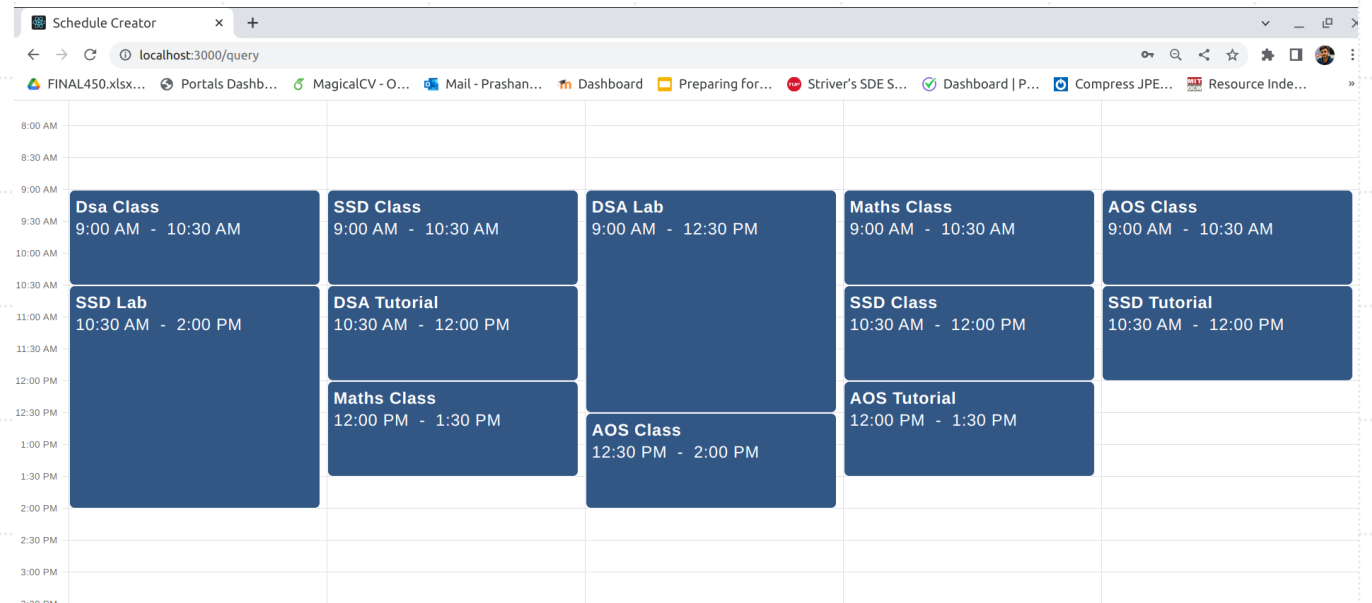 Schedule Creator
localhost:3000/query
FINAL450.xlsx... Portals Dashb... MagicalCV - O... Mail - Prashan... Dashboard Preparing for... Striver's SDE S... Dashboard | P... Compress JPE... Resource Inde... »
8:00 AM
8:30 AM
9:00 AM
9:30 AM
10:00 AM
10:30 AM
11:00 AM
11:30 AM
12:00 PM
12:30 PM
1:00 PM
1:30 PM
2:00 PM
2:30 PM
3:00 PM
3:30 PM
Dsa Class
9:00 AM - 10:30 AM
SSD Lab
10:30 AM - 2:00 PM
SSD Class
9:00 AM - 10:30 AM
DSA Tutorial
10:30 AM - 12:00 PM
Maths Class
12:00 PM - 1:30 PM
DSA Lab
9:00 AM - 12:30 PM
AOS Class
12:30 PM - 2:00 PM
Maths Class
9:00 AM - 10:30 AM
SSD Class
10:30 AM - 12:00 PM
AOS Tutorial
12:00 PM - 1:30 PM
AOS Class
9:00 AM - 10:30 AM
SSD Tutorial
10:30 AM - 12:00 PM